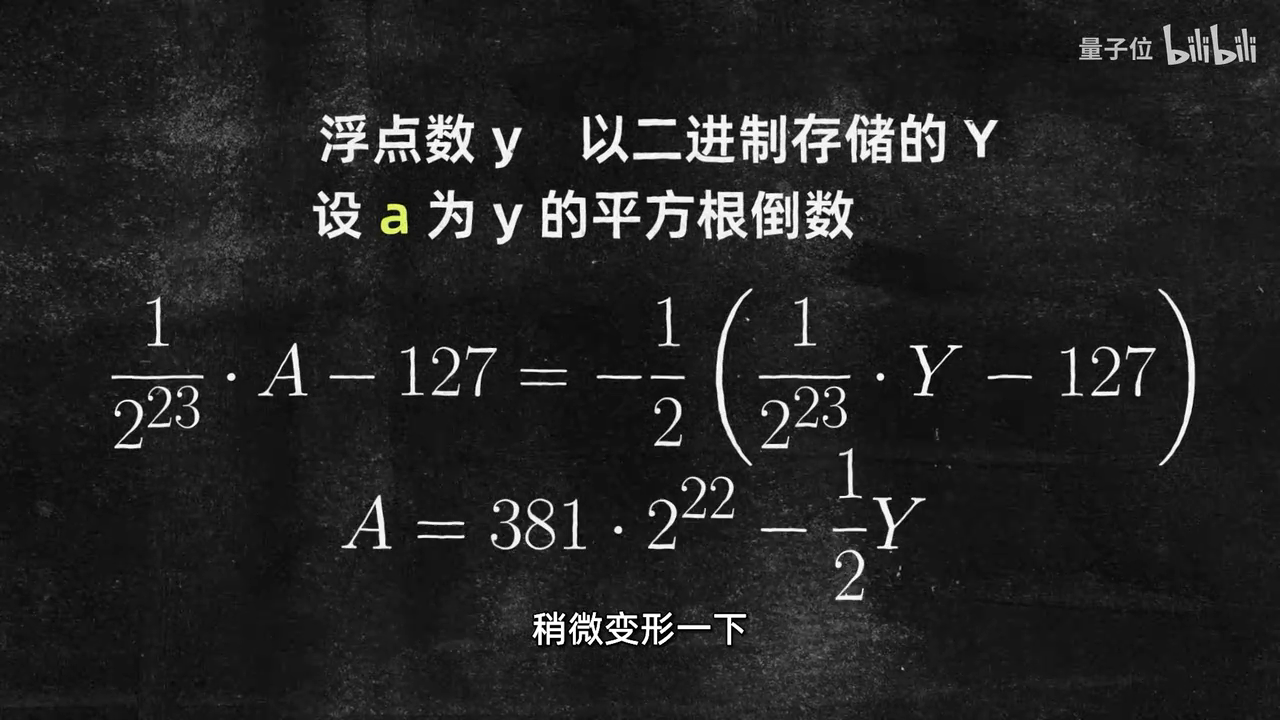 量子位 bilibili
浮点数 y 以二进制存储的 Y
设 a 为 y 的平方根倒数
\frac{1}{2^{23}} \cdot A - 127 = -\frac{1}{2} \left( \frac{1}{2^{23}} \cdot Y - 127 \right)
A = 381 \cdot 2^{22} - \frac{1}{2} Y
稍微变形一下